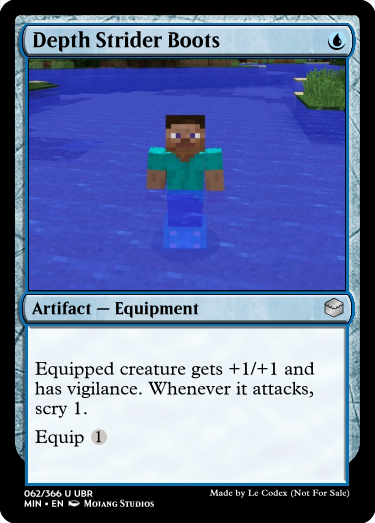 Depth Strider Boots
Artifact — Equipment
Equipped creature gets +1/+1 and
has vigilance. Whenever it attacks,
scry 1.
Equip 1
062/366 U UBR
MIN • EN Mojang Studios
Made by Le Codex (Not For Sale)